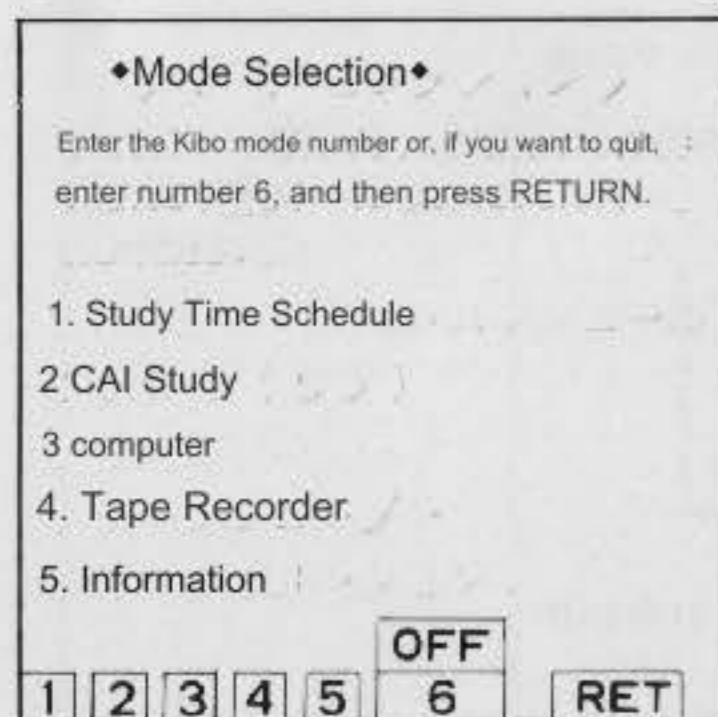 ◆Mode Selection◆
Enter the Kibo mode number or, if you want to quit,
enter number 6, and then press RETURN.
1. Study Time Schedule
2 CAI Study
3 computer
4. Tape Recorder
5. Information
OFF
1 2 3 4 5 6 RET